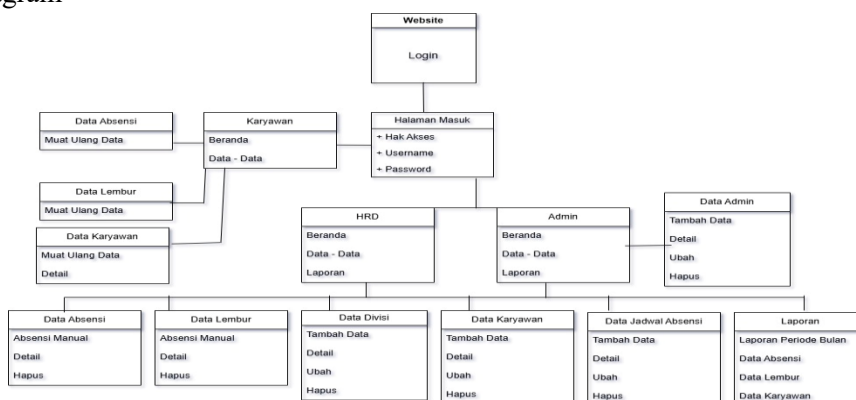 Website
Login
Halaman Masuk
+ Hak Akses
+ Username
+ Password
Karyawan
Beranda
Data - Data
Data Absensi
Muat Ulang Data
Data Lembur
Muat Ulang Data
Data Karyawan
Muat Ulang Data
Detail
HRD
Beranda
Data - Data
Laporan
Admin
Beranda
Data - Data
Laporan
Data Admin
Tambah Data
Detail
Ubah
Hapus
Data Absensi
Absensi Manual
Detail
Hapus
Data Lembur
Absensi Manual
Detail
Hapus
Data Divisi
Tambah Data
Detail
Ubah
Hapus
Data Karyawan
Tambah Data
Detail
Ubah
Hapus
Data Jadwal Absensi
Tambah Data
Detail
Ubah
Hapus
Laporan
Laporan Periode Bulan
Data Absensi
Data Lembur
Data Karyawan